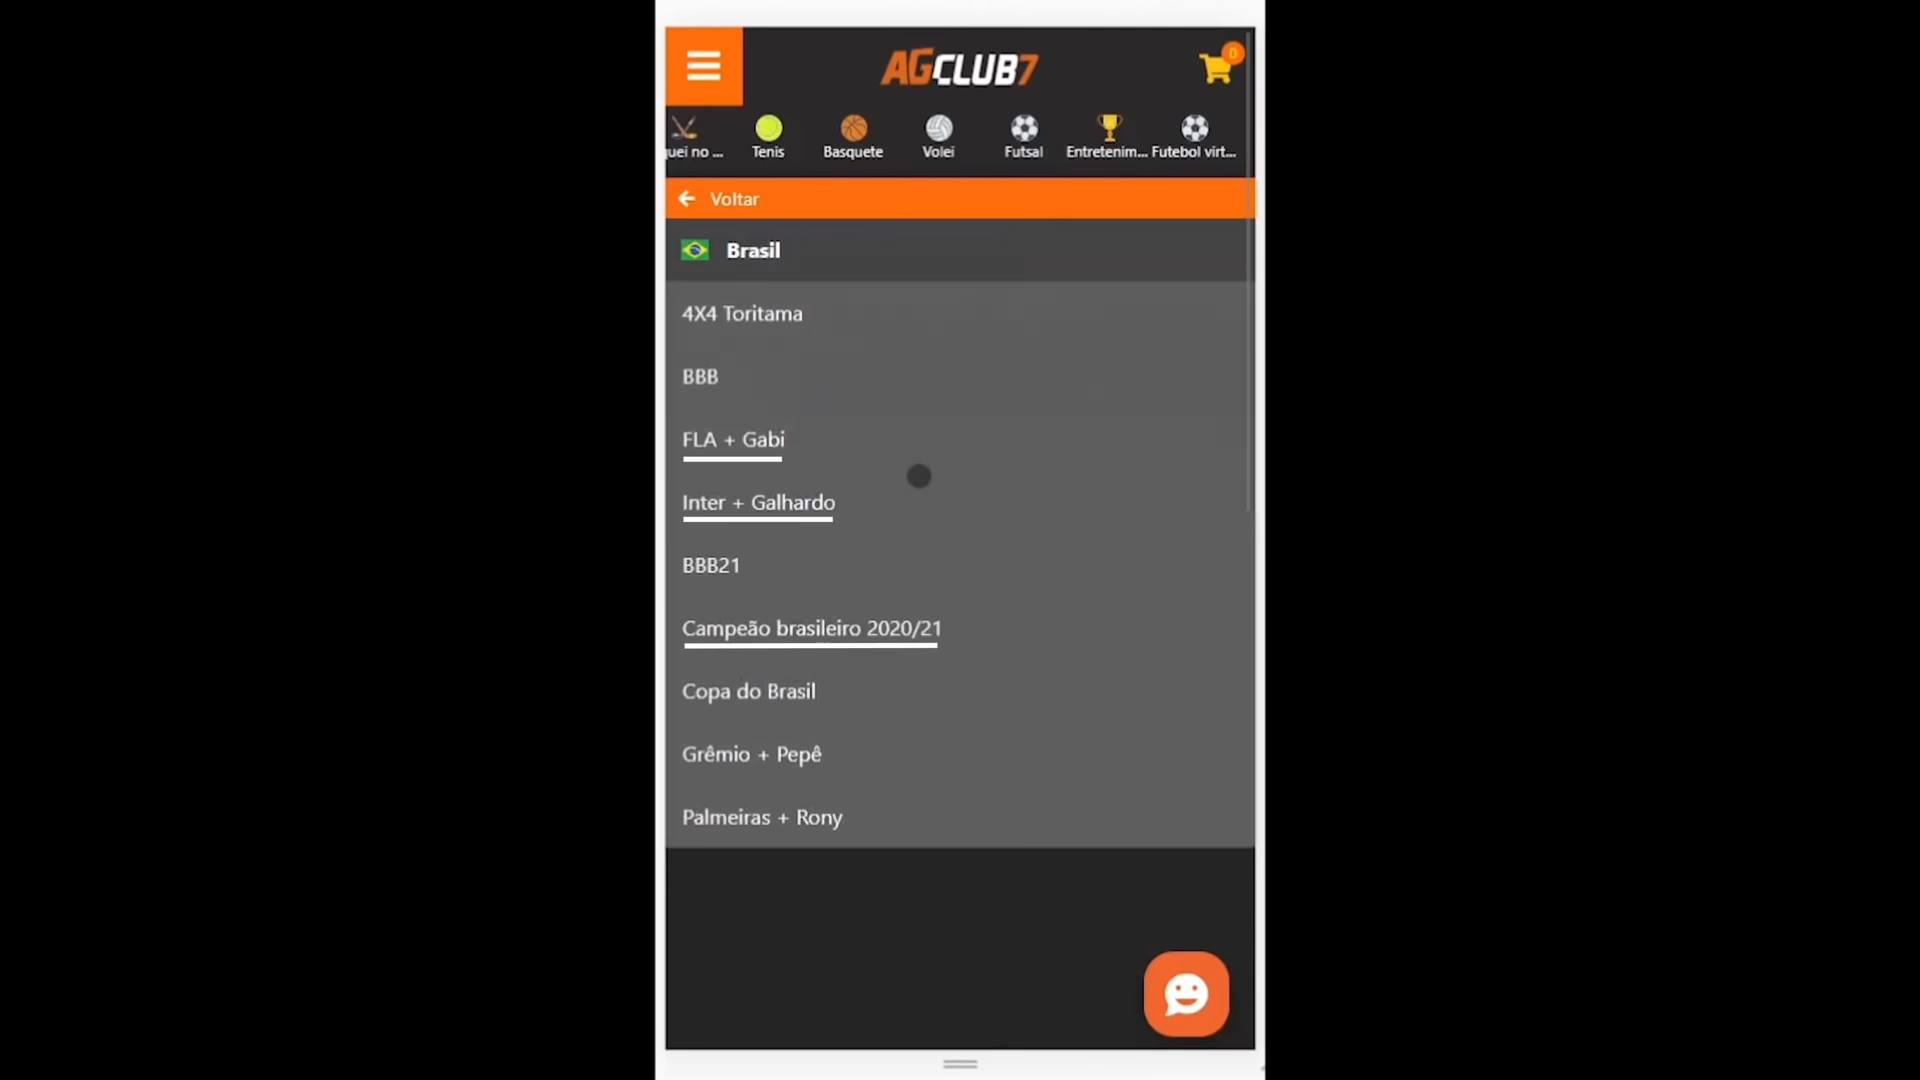 AGCLUB7
0
quei no ...
Tenis
Basquete
Volei
Futsal
Entretenim...
Futebol virt...
Voltar
Brasil
4X4 Toritama
BBB
FLA + Gabi
Inter + Galhardo
BBB21
Campeão brasileiro 2020/21
Copa do Brasil
Grêmio + Pepê
Palmeiras + Rony